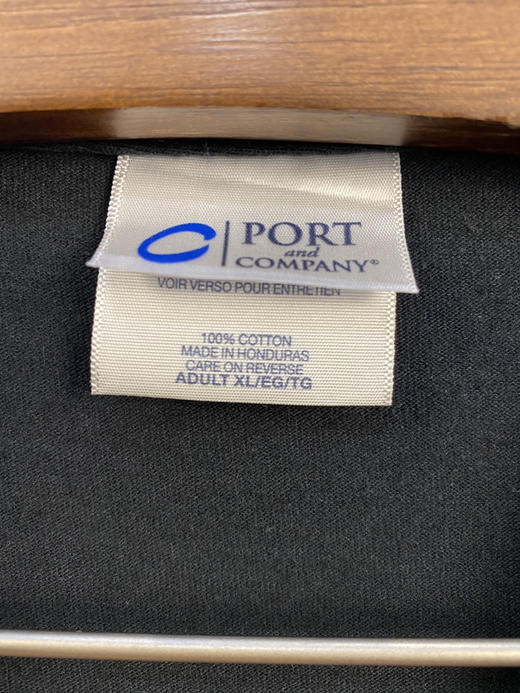 PORT
and
COMPANY®
VOIR VERSO POUR ENTRETIEN
100% COTTON
MADE IN HONDURAS
CARE ON REVERSE
ADULT XL/EG/TG